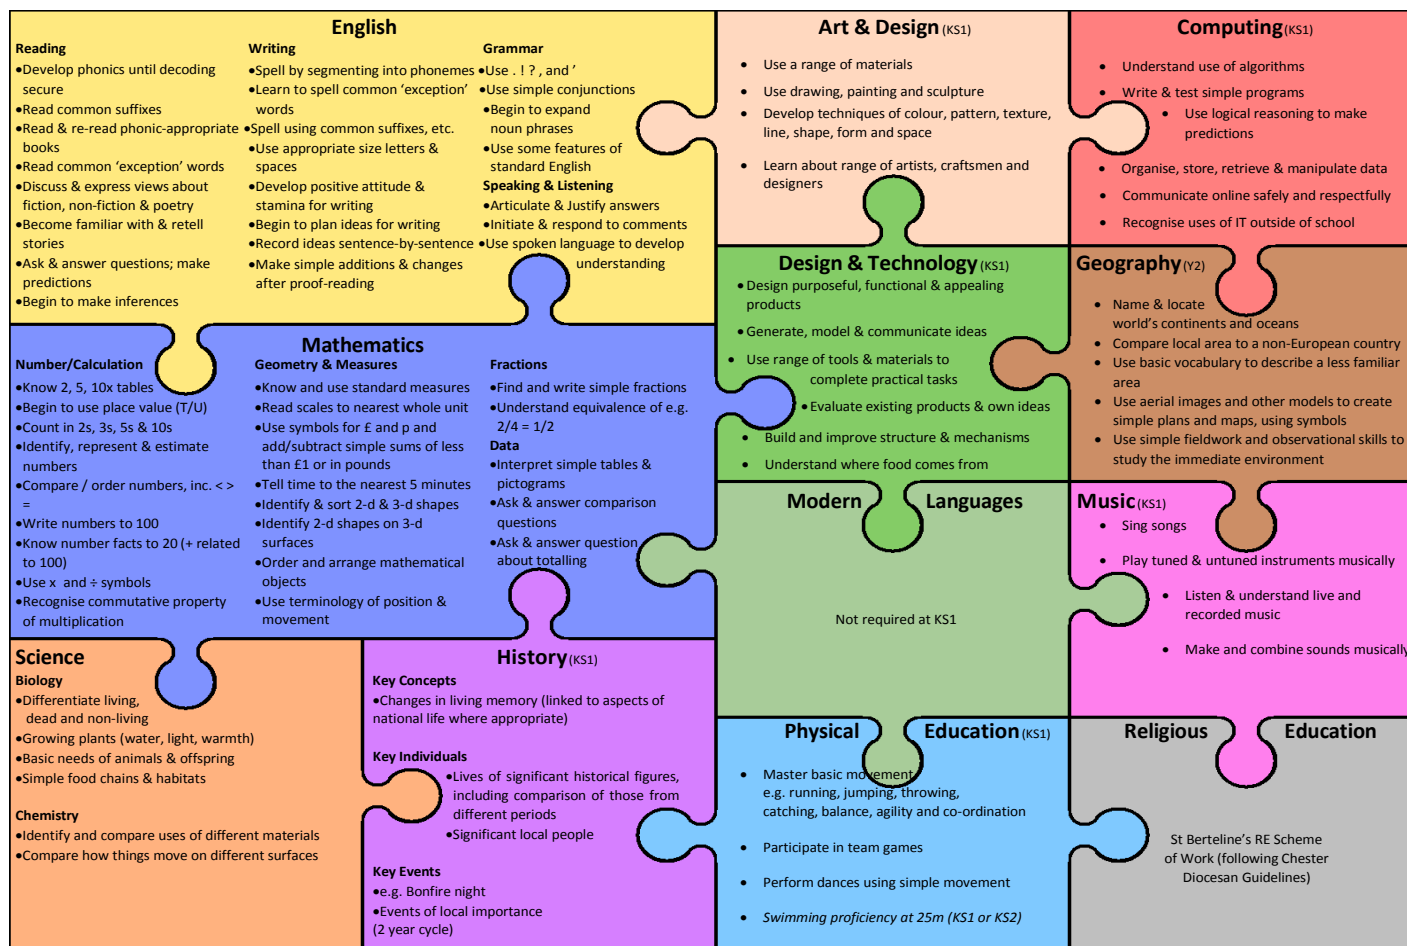 English
Reading
•Develop phonics until decoding
secure
•Read common suffixes
•Read & re-read phonic-appropriate
books
•Read common ‘exception’ words
•Discuss & express views about
fiction, non-fiction & poetry
•Become familiar with & retell
stories
•Ask & answer questions; make
predictions
•Begin to make inferences
Writing
•Spell by segmenting into phonemes
•Learn to spell common ‘exception’
words
•Spell using common suffixes, etc.
•Use appropriate size letters &
spaces
•Develop positive attitude &
stamina for writing
•Begin to plan ideas for writing
•Record ideas sentence-by-sentence
•Make simple additions & changes
after proof-reading
Grammar
•Use . ! ? , and ’
•Use simple conjunctions
•Begin to expand
noun phrases
•Use some features of
standard English
Speaking & Listening
•Articulate & Justify answers
•Initiate & respond to comments
•Use spoken language to develop
understanding
Art & Design (KS1)
• Use a range of materials
• Use drawing, painting and sculpture
• Develop techniques of colour, pattern, texture,
line, shape, form and space
• Learn about range of artists, craftsmen and
designers
Computing (KS1)
• Understand use of algorithms
• Write & test simple programs
• Use logical reasoning to make
predictions
• Organise, store, retrieve & manipulate data
• Communicate online safely and respectfully
• Recognise uses of IT outside of school
Mathematics
Number/Calculation
•Know 2, 5, 10x tables
•Begin to use place value (T/U)
•Count in 2s, 3s, 5s & 10s
•Identify, represent & estimate
numbers
•Compare / order numbers, inc. < >
=
•Write numbers to 100
•Know number facts to 20 (+ related
to 100)
•Use x and ÷ symbols
•Recognise commutative property
of multiplication
Geometry & Measures
•Know and use standard measures
•Read scales to nearest whole unit
•Use symbols for £ and p and
add/subtract simple sums of less
than £1 or in pounds
•Tell time to the nearest 5 minutes
•Identify & sort 2-d & 3-d shapes
•Identify 2-d shapes on 3-d
surfaces
•Order and arrange mathematical
objects
•Use terminology of position &
movement
Fractions
•Find and write simple fractions
•Understand equivalence of e.g.
2/4 = 1/2
Data
•Interpret simple tables &
pictograms
•Ask & answer comparison
questions
•Ask & answer question
about totalling
Design & Technology (KS1)
• Design purposeful, functional & appealing
products
• Generate, model & communicate ideas
• Use range of tools & materials to
complete practical tasks
• Evaluate existing products & own ideas
• Build and improve structure & mechanisms
• Understand where food comes from
Geography (Y2)
• Name & locate
world’s continents and oceans
• Compare local area to a non-European country
• Use basic vocabulary to describe a less familiar
area
• Use aerial images and other models to create
simple plans and maps, using symbols
• Use simple fieldwork and observational skills to
study the immediate environment
Modern Languages
Not required at KS1
Music (KS1)
• Sing songs
• Play tuned & untuned instruments musically
• Listen & understand live and
recorded music
• Make and combine sounds musically
Science
Biology
•Differentiate living,
dead and non-living
•Growing plants (water, light, warmth)
•Basic needs of animals & offspring
•Simple food chains & habitats
Chemistry
•Identify and compare uses of different materials
•Compare how things move on different surfaces
History (KS1)
Key Concepts
•Changes in living memory (linked to aspects of
national life where appropriate)
Key Individuals
•Lives of significant historical figures,
including comparison of those from
different periods
•Significant local people
Key Events
•e.g. Bonfire night
•Events of local importance
(2 year cycle)
Physical Education (KS1)
• Master basic movement,
e.g. running, jumping, throwing,
catching, balance, agility and co-ordination
• Participate in team games
• Perform dances using simple movement
• Swimming proficiency at 25m (KS1 or KS2)
Religious Education
St Berteline’s RE Scheme
of Work (following Chester
Diocesan Guidelines)